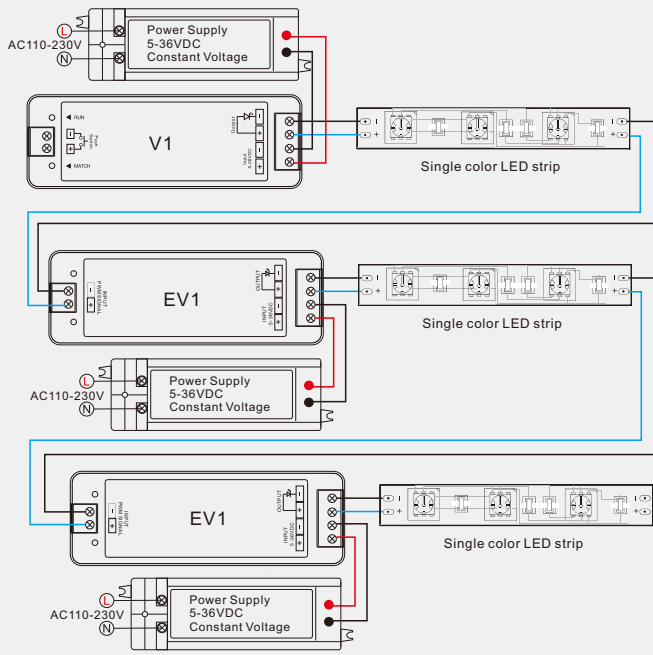 Power Supply
5-36VDC
Constant Voltage
L
AC110-230V
N
RUN
Push
Switch
MATCH
V1
Output
Input
5-36VDC
Single color LED strip
INPUT
PWM SIGNAL
EV1
OUTPUT
INPUT
5-36VDC
Single color LED strip
L
AC110-230V
N
Power Supply
5-36VDC
Constant Voltage
INPUT
PWM SIGNAL
EV1
OUTPUT
INPUT
5-36VDC
Single color LED strip
L
AC110-230V
N
Power Supply
5-36VDC
Constant Voltage